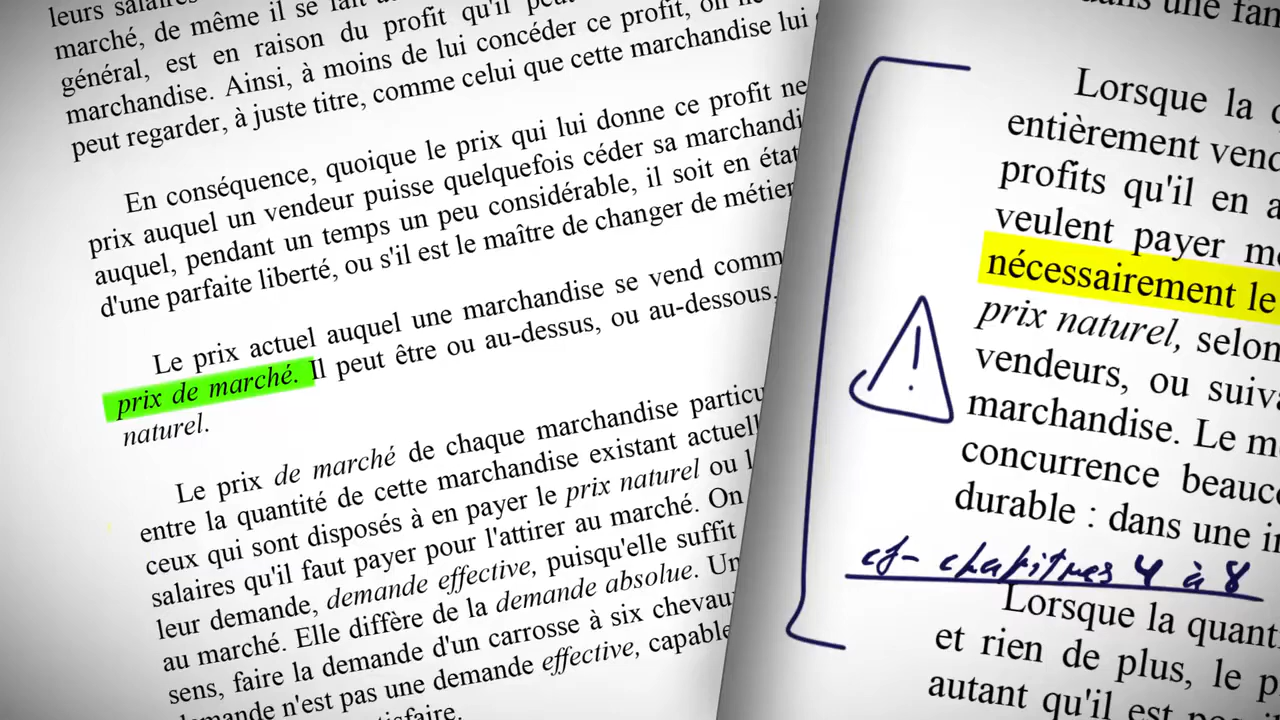 leurs salaires
marché, de même il se fait
général, est en raison du profit qu'il
marchandise. Ainsi, à moins de lui concéder ce profit, on
peut regarder, à juste titre, comme celui que cette marchandise lui
En conséquence, quoique le prix qui lui donne ce profit ne
prix auquel un vendeur puisse quelquefois céder sa marchandi
auquel, pendant un temps un peu considérable, il soit en état
d'une parfaite liberté, ou s'il est le maître de changer de métier
Le prix actuel auquel une marchandise se vend comm
prix de marché. Il peut être ou au-dessus, ou au-dessous,
naturel.
Le prix de marché de chaque marchandise particu
entre la quantité de cette marchandise existant actuell
ceux qui sont disposés à en payer le prix naturel ou l
salaires qu'il faut payer pour l'attirer au marché. On
leur demande, demande effective, puisqu'elle suffit
au marché. Elle diffère de la demande absolue. Un
sens, faire la demande d'un carrosse à six chevau
demande n'est pas une demande effective, capable
dans une fam
Lorsque la
entièrement vend
profits qu'il en a
veulent payer mo
nécessairement le
prix naturel, selon
vendeurs, ou suiva
marchandise. Le m
concurrence beauco
durable : dans une i
cf- chapitres 4 à 8
Lorsque la quanti
et rien de plus, le p
autant qu'il est